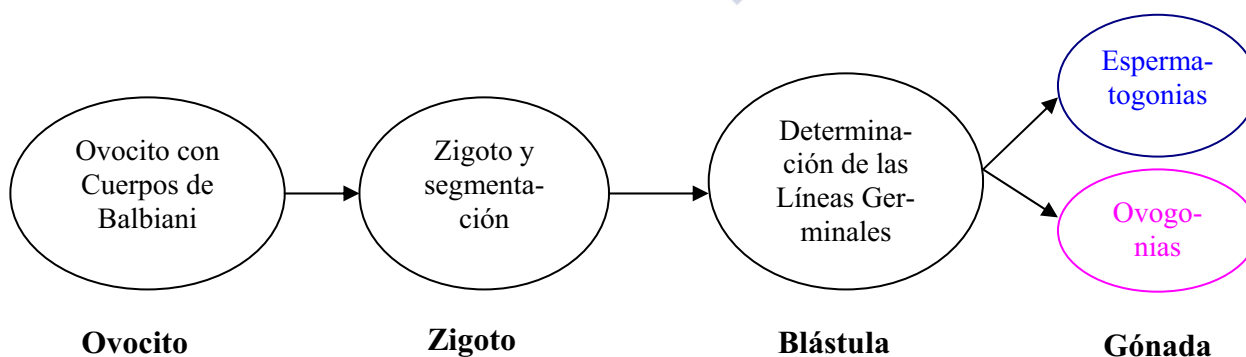 Ovocito con
Cuerpos de
Balbiani
Zigoto y
segmenta-
ción
Determina-
ción de las
Líneas Ger-
minales
Esperma-
togonias
Ovogo-
nias
Ovocito
Zigoto
Blástula
Gónada